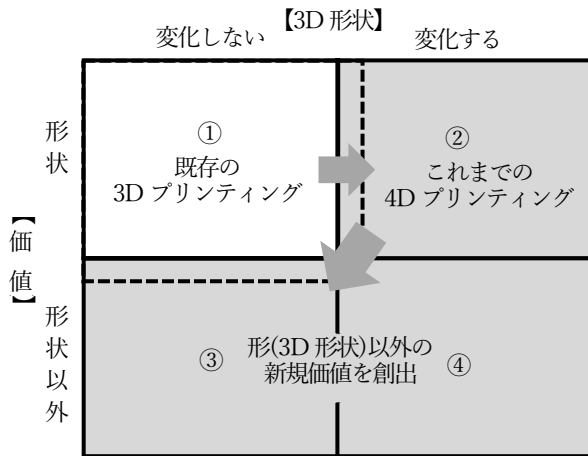 【3D 形状】
変化しない
変化する
【価値】
形状
形状以外
①
既存の
3D プリンティング
②
これまでの
4D プリンティング
③
形(3D 形状)以外の
新規価値を創出
④